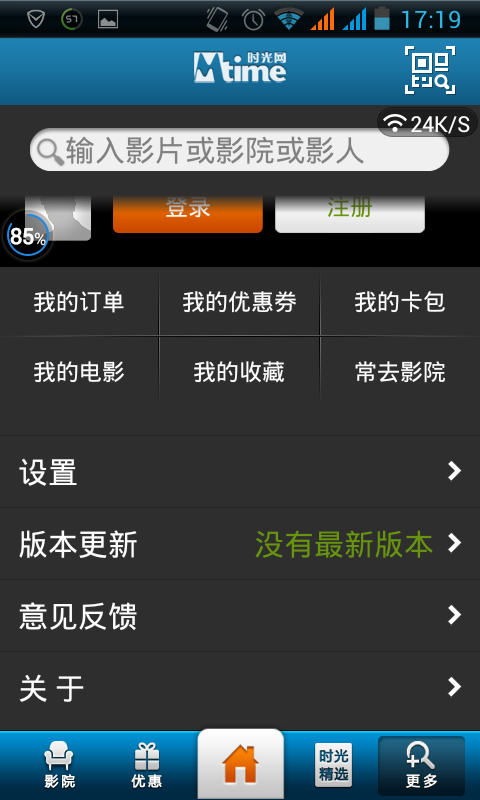 57
17:19
Mtime 时光网
24K/S
输入影片或影院或影人
登录 注册
85%
我的订单 我的优惠券 我的卡包
我的电影 我的收藏 常去影院
设置
版本更新 没有最新版本
意见反馈
关于
影院 优惠 时光精选 更多